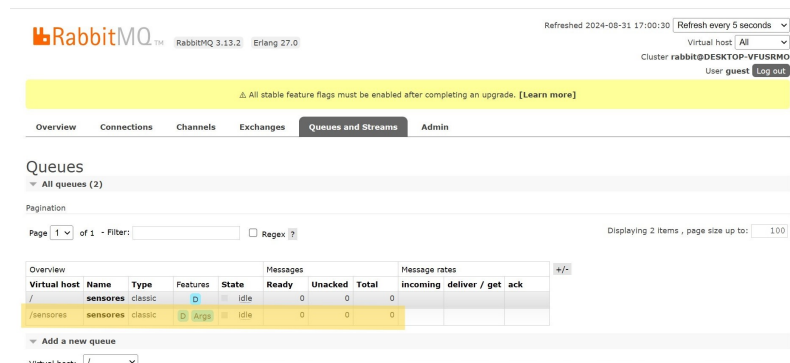 Refreshed 2024-08-31 17:00:30 Refresh every 5 seconds
RabbitMQ TM RabbitMQ 3.13.2 Erlang 27.0
Virtual host All
Cluster rabbit@DESKTOP-VFUSRMO
User guest Log out
⚠ All stable feature flags must be enabled after completing an upgrade. [Learn more]
Overview Connections Channels Exchanges Queues and Streams Admin
Queues
All queues (2)
Pagination
Page 1 of 1 - Filter: Regex ? Displaying 2 items , page size up to: 100
Overview Messages Message rates +/-
Virtual host Name Type Features State Ready Unacked Total incoming deliver / get ack
/ sensores classic D idle 0 0 0
/sensores sensores classic D Args idle 0 0 0
Add a new queue
Virtual host: /